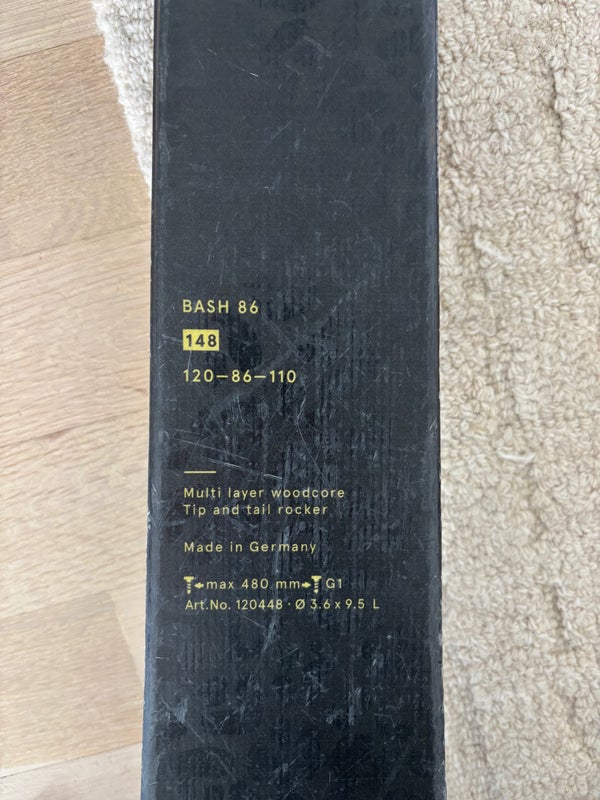 BASH 86
148
120–86–110
Multi layer woodcore
Tip and tail rocker
Made in Germany
max 480 mm G1
Art.No. 120448 · Ø 3.6 x 9.5 L